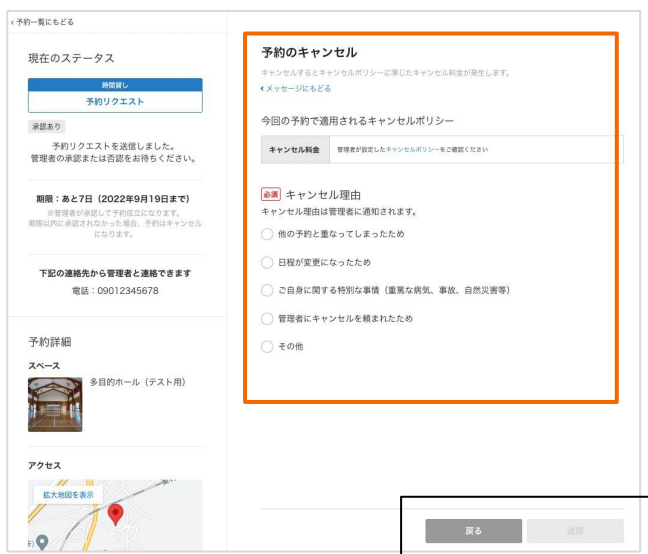 ‹予約一覧にもどる
現在のステータス
時間貸し
予約リクエスト
承認あり
予約リクエストを送信しました。
管理者の承認または否認をお待ちください。
期限：あと7日（2022年9月19日まで）
※管理者が承認して予約成立になります。
期限以内に承認されなかった場合、予約はキャンセル
になります。
下記の連絡先から管理者と連絡できます
電話：09012345678
予約詳細
スペース
多目的ホール（テスト用）
アクセス
拡大地図を表示
予約のキャンセル
キャンセルするとキャンセルポリシーに準じたキャンセル料金が発生します。
メッセージにもどる
今回の予約で適用されるキャンセルポリシー
キャンセル料金 管理者が設定したキャンセルポリシーをご確認ください
必須 キャンセル理由
キャンセル理由は管理者に通知されます。
他の予約と重なってしまったため
日程が変更になったため
ご自身に関する特別な事情（重篤な病気、事故、自然災害等）
管理者にキャンセルを頼まれたため
その他
戻る 送信